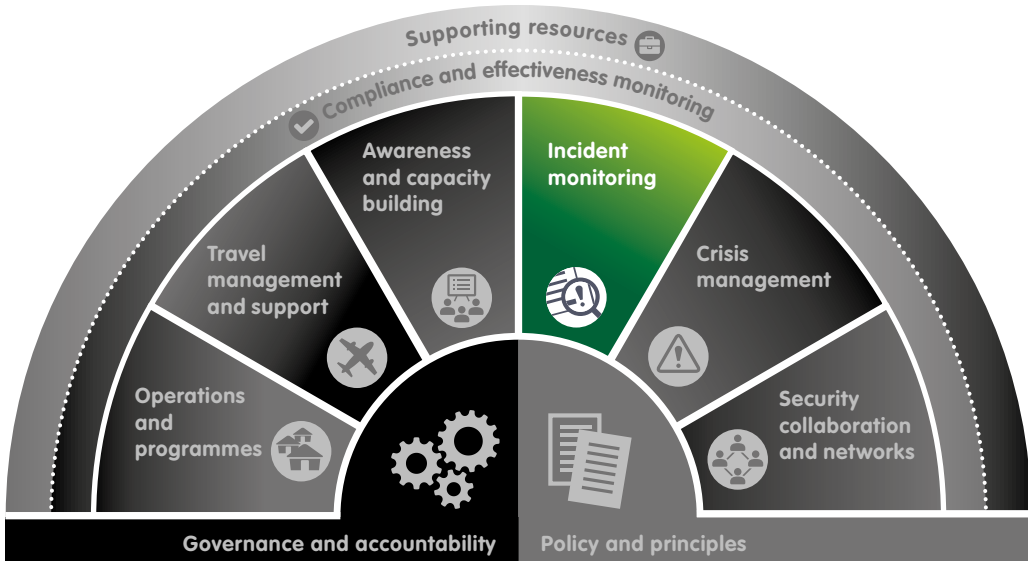 Supporting resources
Compliance and effectiveness monitoring
Operations
and
programmes
Travel
management
and support
Awareness
and capacity
building
Incident
monitoring
Crisis
management
Security
collaboration
and networks
Governance and accountability
Policy and principles